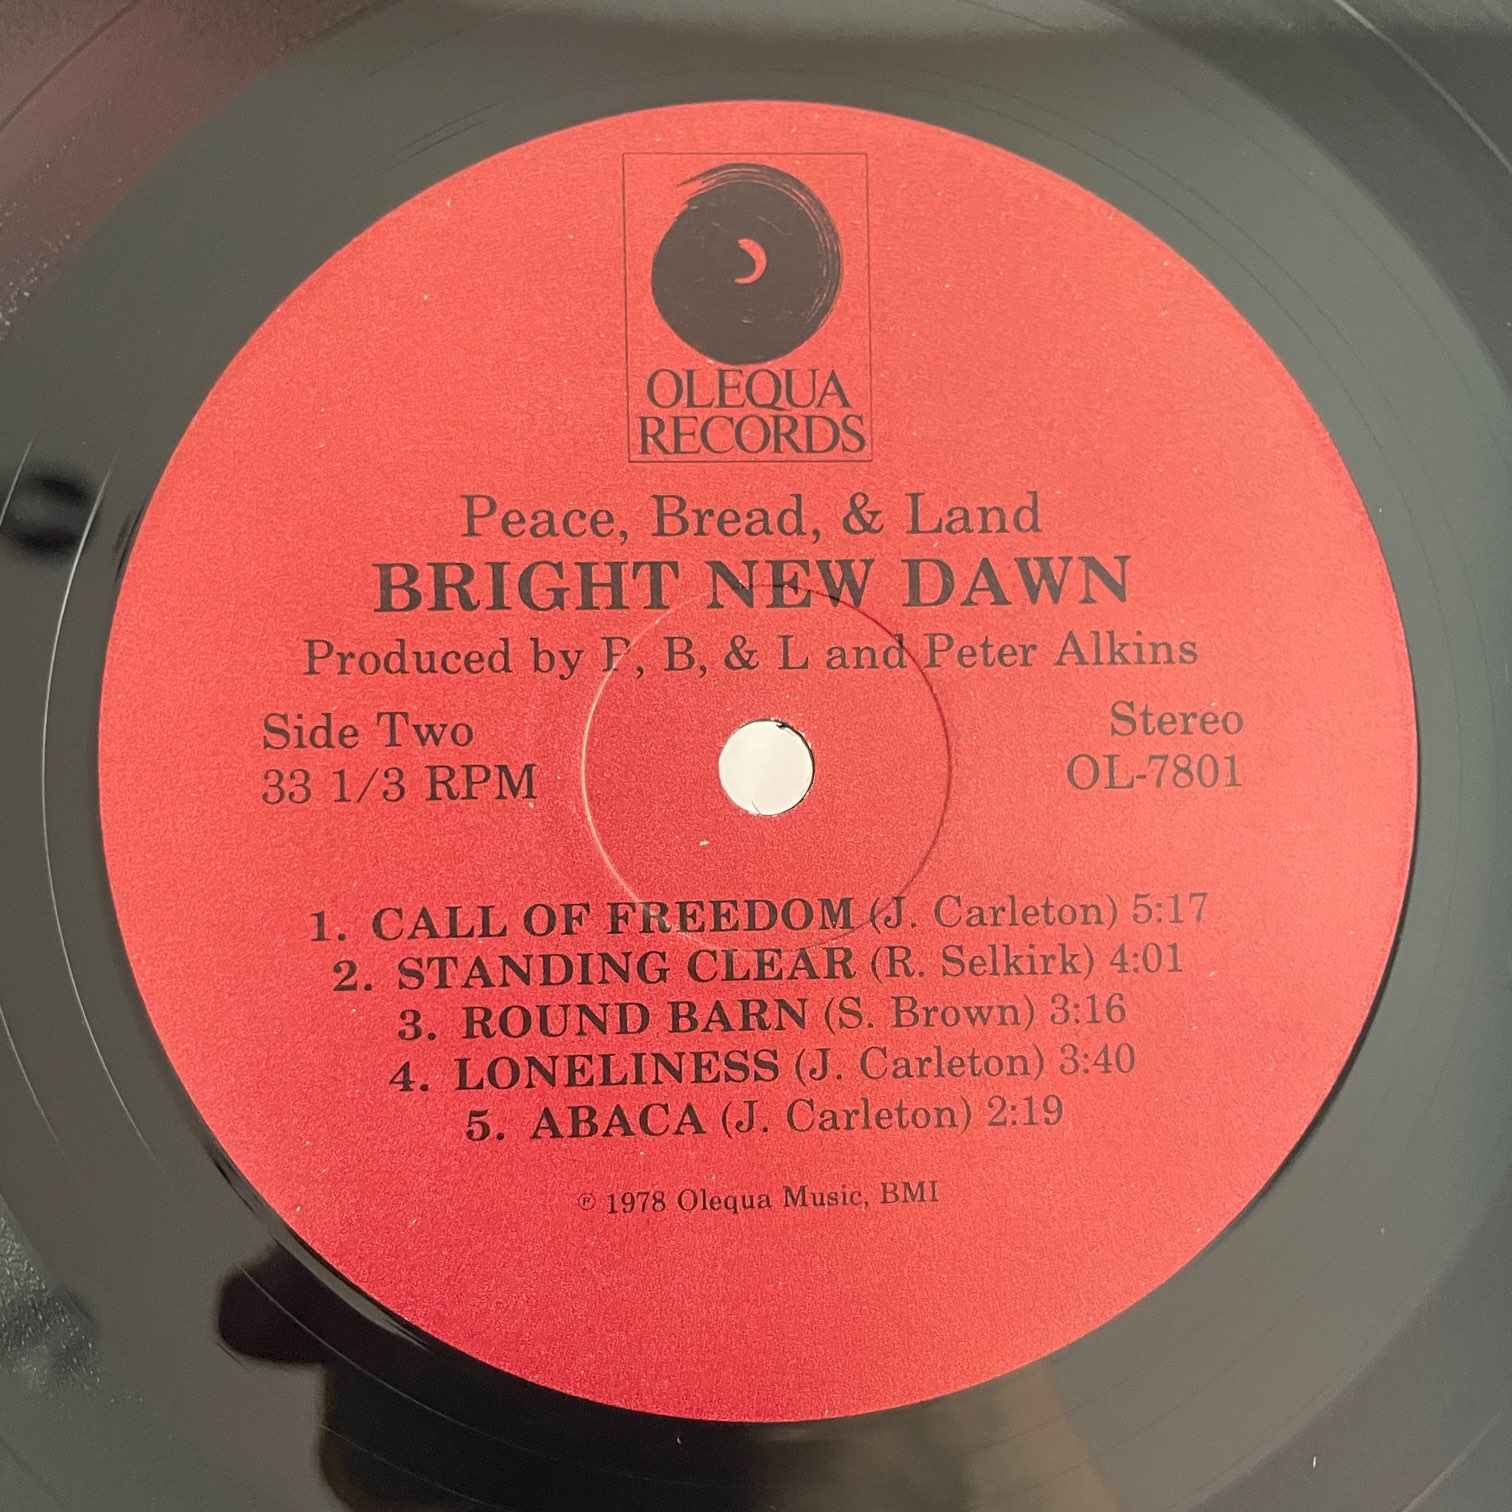 OLEQUA
RECORDS
Peace, Bread, & Land
BRIGHT NEW DAWN
Produced by P, B, & L and Peter Alkins
Side Two
33 1/3 RPM
Stereo
OL-7801
1. CALL OF FREEDOM (J. Carleton) 5:17
2. STANDING CLEAR (R. Selkirk) 4:01
3. ROUND BARN (S. Brown) 3:16
4. LONELINESS (J. Carleton) 3:40
5. ABACA (J. Carleton) 2:19
℗ 1978 Olequa Music, BMI